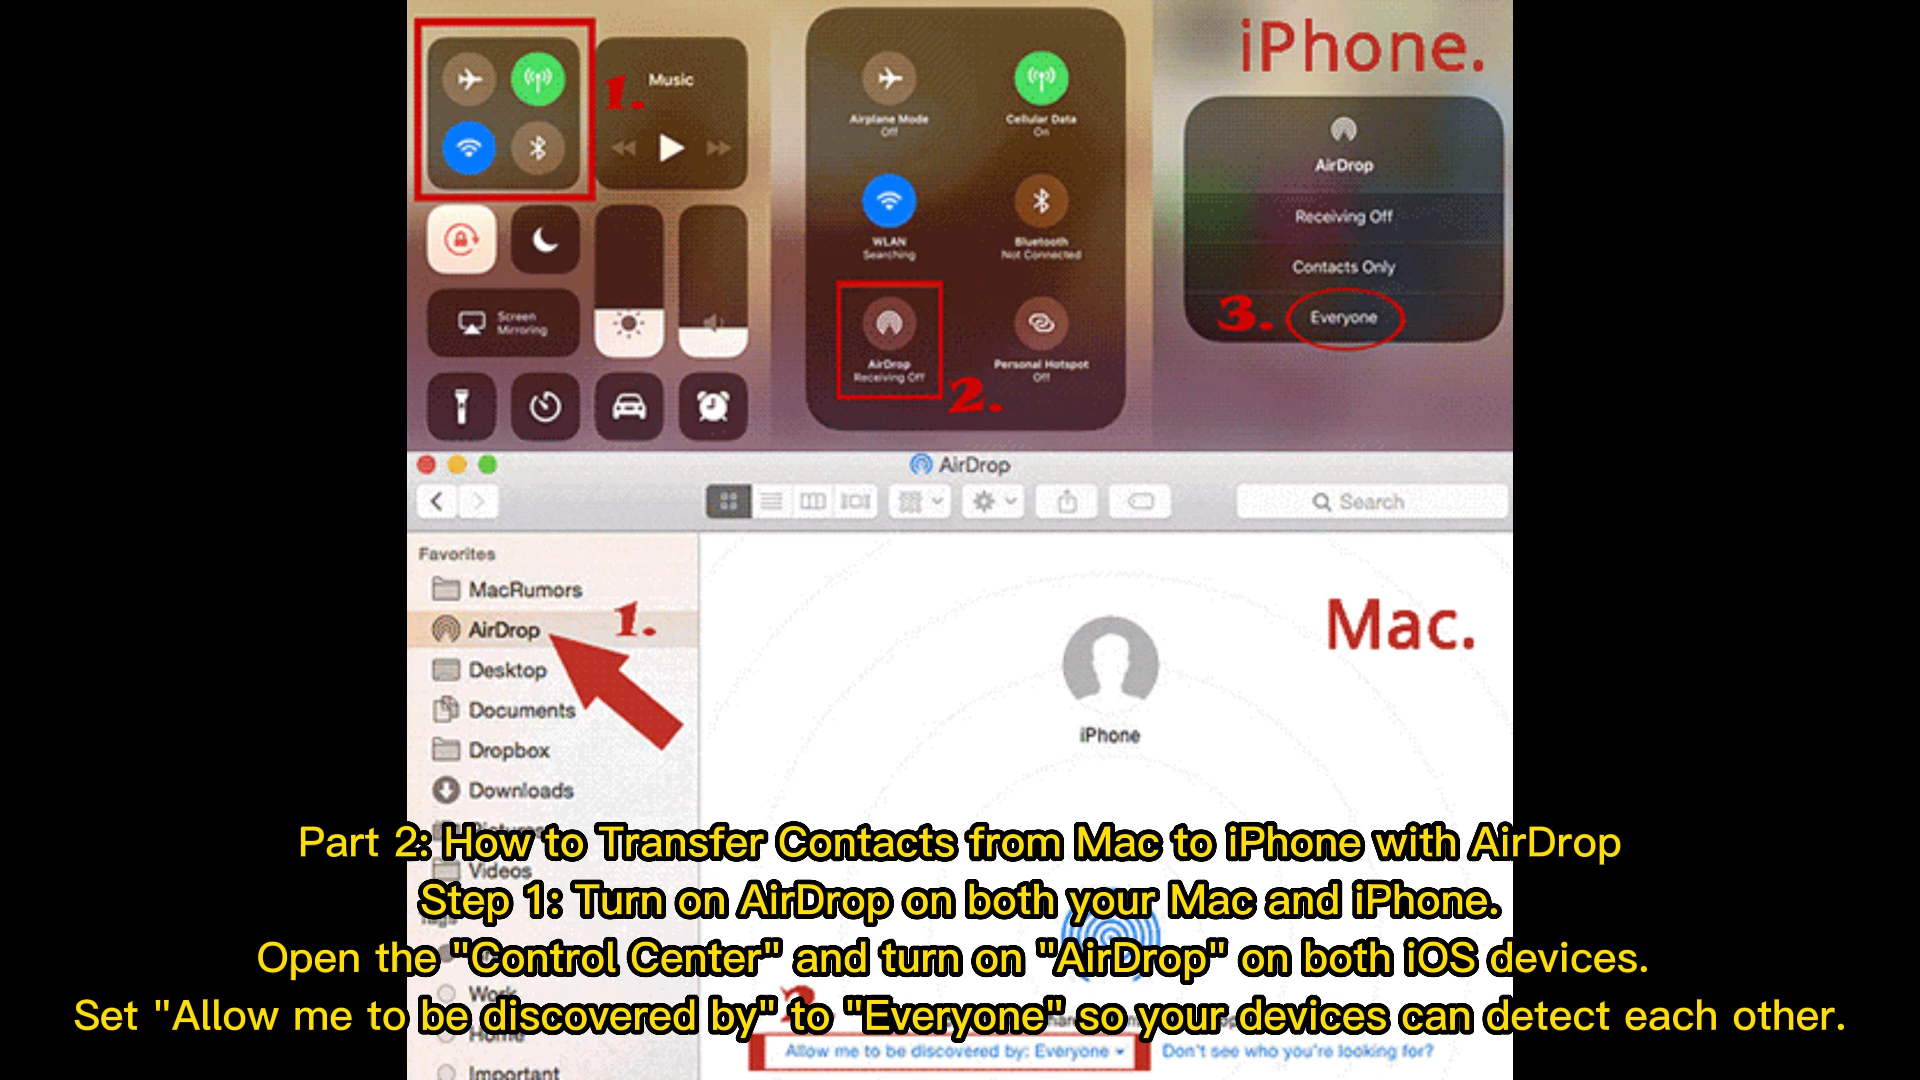 iPhone.
1.
Music
Screen
Mirroring
Airplane Mode
Off
Cellular Data
On
WLAN
Searching
Bluetooth
Not Connected
AirDrop
Receiving Off
Personal Hotspot
Off
2.
AirDrop
Receiving Off
Contacts Only
3.
Everyone
AirDrop
Search
Favorites
MacRumors
AirDrop
1.
Desktop
Documents
Dropbox
Downloads
Videos
Mac.
iPhone
Part 2: How to Transfer Contacts from Mac to iPhone with AirDrop
Step 1: Turn on AirDrop on both your Mac and iPhone.
Open the "Control Center" and turn on "AirDrop" on both iOS devices.
Work
Set "Allow me to be discovered by" to "Everyone" so your devices can detect each other.
Home
Allow me to be discovered by: Everyone
Don't see who you're looking for?
Important